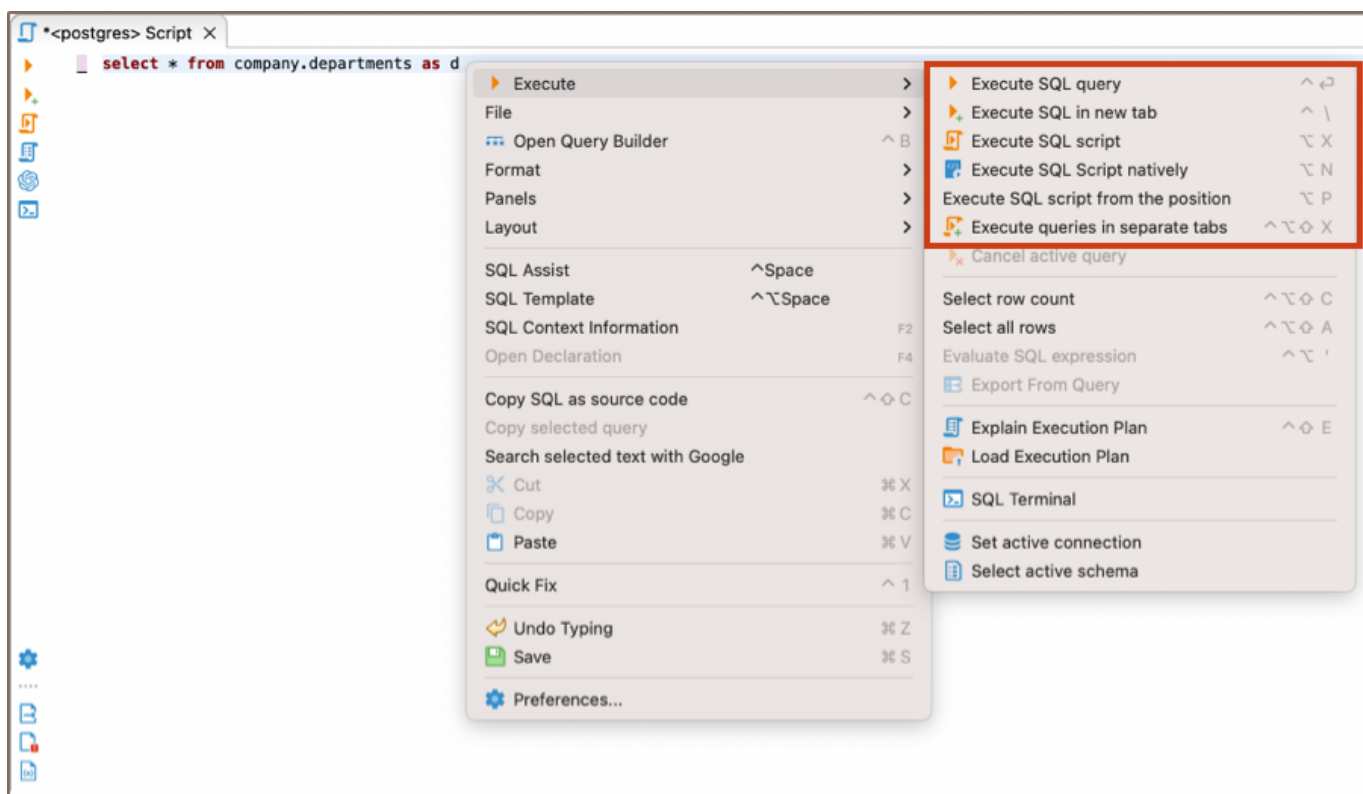 *<postgres> Script ×
select * from company.departments as d
Execute >
File >
Open Query Builder ^ B
Format >
Panels >
Layout >
SQL Assist ^Space
SQL Template ^⌥Space
SQL Context Information F2
Open Declaration F4
Copy SQL as source code ^⇧ C
Copy selected query
Search selected text with Google
Cut ⌘ X
Copy ⌘ C
Paste ⌘ V
Quick Fix ^ 1
Undo Typing ⌘ Z
Save ⌘ S
Preferences...
Execute SQL query ^ ⏎
Execute SQL in new tab ^ \
Execute SQL script ⌥ X
Execute SQL Script natively ⌥ N
Execute SQL script from the position ⌥ P
Execute queries in separate tabs ^⌥⇧ X
Cancel active query
Select row count ^⌥⇧ C
Select all rows ^⌥⇧ A
Evaluate SQL expression ^⌥ '
Export From Query
Explain Execution Plan ^⇧ E
Load Execution Plan
SQL Terminal
Set active connection
Select active schema